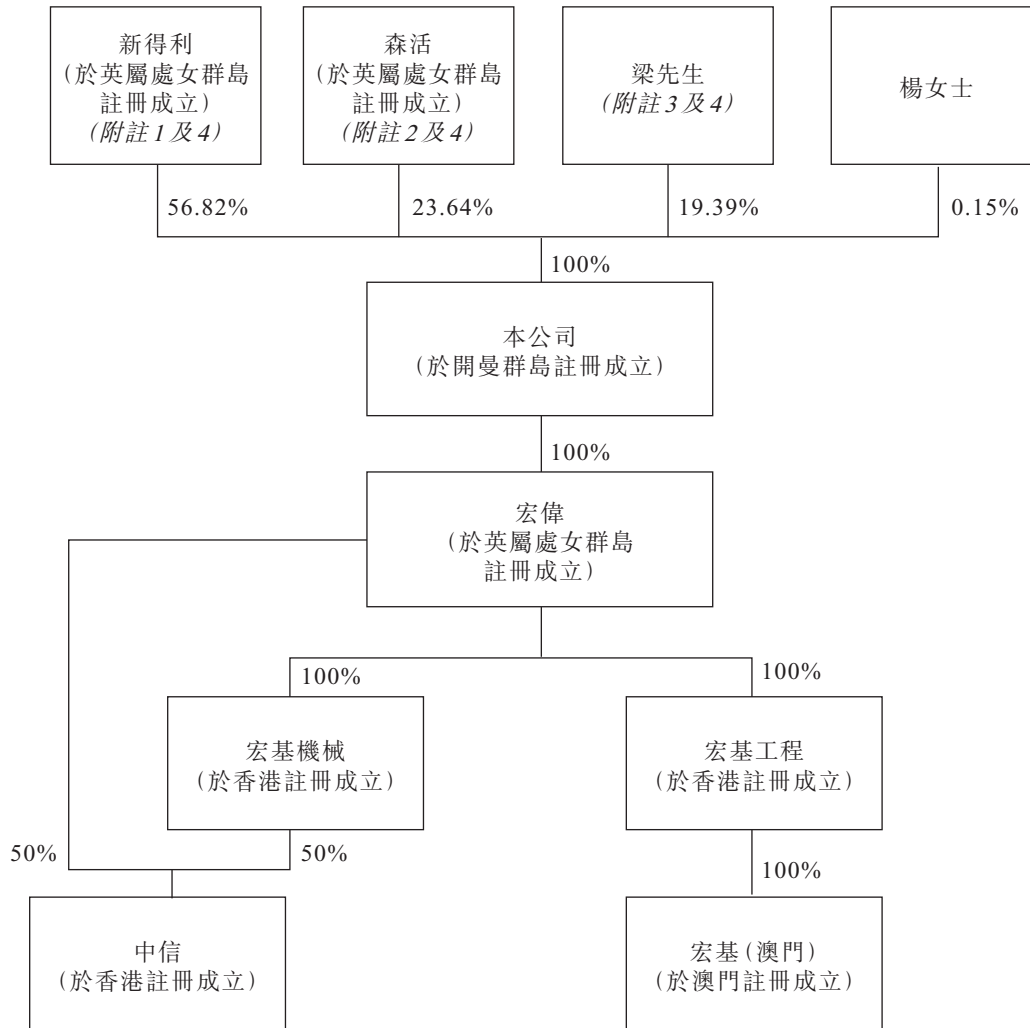 新得利
(於英屬處女群島
註冊成立)
(附註1及4)
森活
(於英屬處女群島
註冊成立)
(附註2及4)
梁先生
(附註3及4)
楊女士
56.82%
23.64%
19.39%
0.15%
100%
本公司
(於開曼群島註冊成立)
100%
宏偉
(於英屬處女群島
註冊成立)
100%
100%
宏基機械
(於香港註冊成立)
宏基工程
(於香港註冊成立)
50%
50%
100%
中信
(於香港註冊成立)
宏基(澳門)
(於澳門註冊成立)